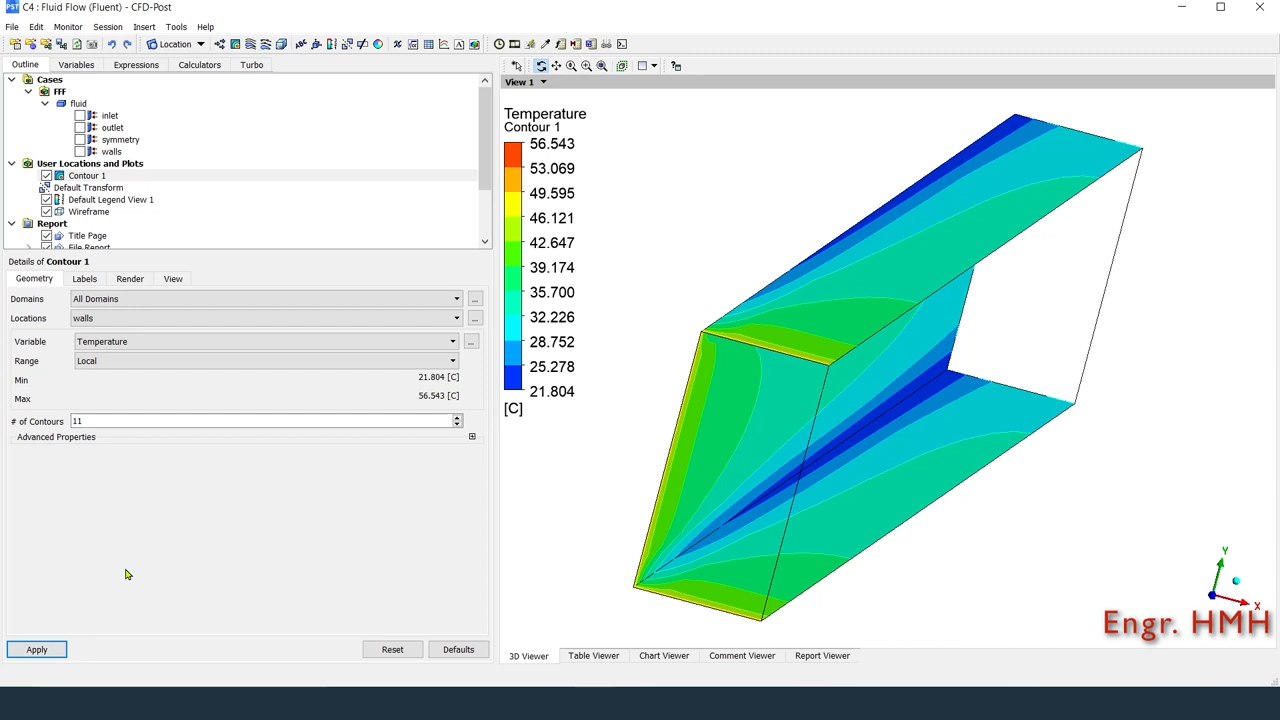 C4 : Fluid Flow (Fluent) - CFD-Post
File Edit Monitor Session Insert Tools Help
Location
Outline Variables Expressions Calculators Turbo
Cases
FFF
fluid
inlet
outlet
symmetry
walls
User Locations and Plots
Contour 1
Default Transform
Default Legend View 1
Wireframe
Report
Title Page
File Report
Details of Contour 1
Geometry Labels Render View
Domains All Domains ...
Locations walls ...
Variable Temperature ...
Range Local
Min 21.804 [C]
Max 56.543 [C]
# of Contours 11
Advanced Properties
Apply Reset Defaults
View 1
Temperature
Contour 1
56.543
53.069
49.595
46.121
42.647
39.174
35.700
32.226
28.752
25.278
21.804
[C]
Y
X
Engr. HMH
3D Viewer Table Viewer Chart Viewer Comment Viewer Report Viewer